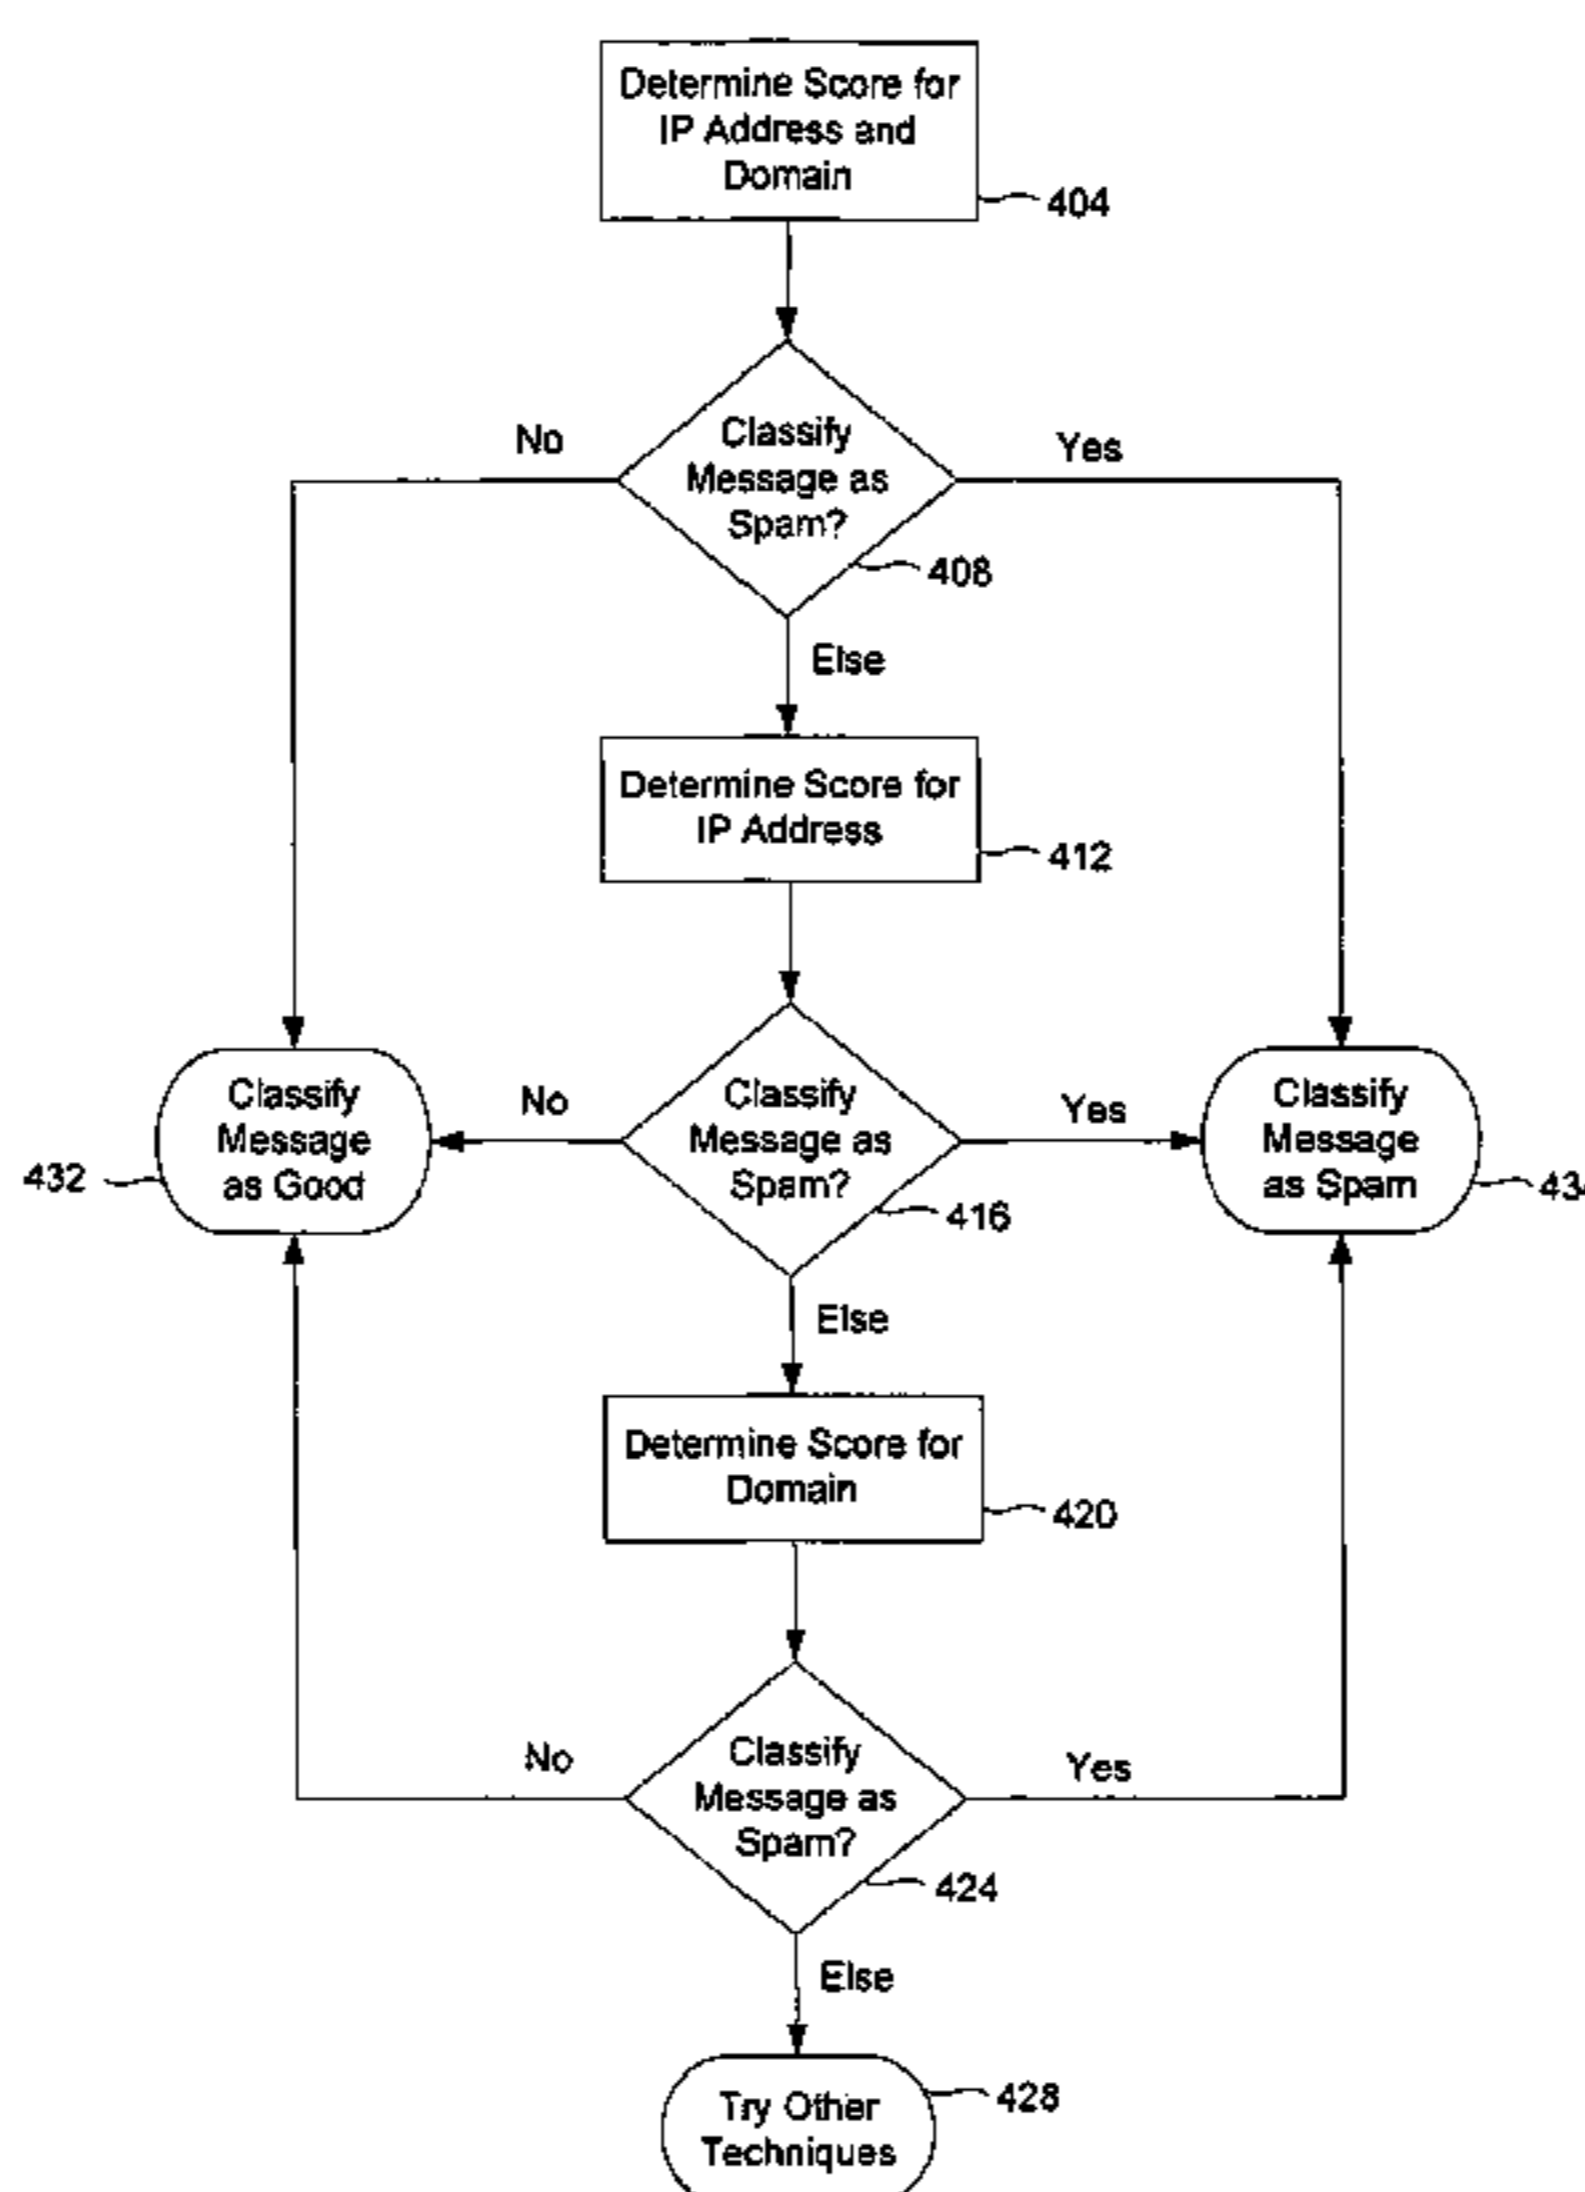 Determine Score for
IP Address and
Domain
404
No
Classify
Message as
Spam?
Yes
408
Else
Determine Score for
IP Address
412
Classify
Message
as Good
432
No
Classify
Message as
Spam?
416
Yes
Classify
Message
as Spam
Else
Determine Score for
Domain
420
No
Classify
Message as
Spam?
424
Yes
Else
Try Other
Techniques
428